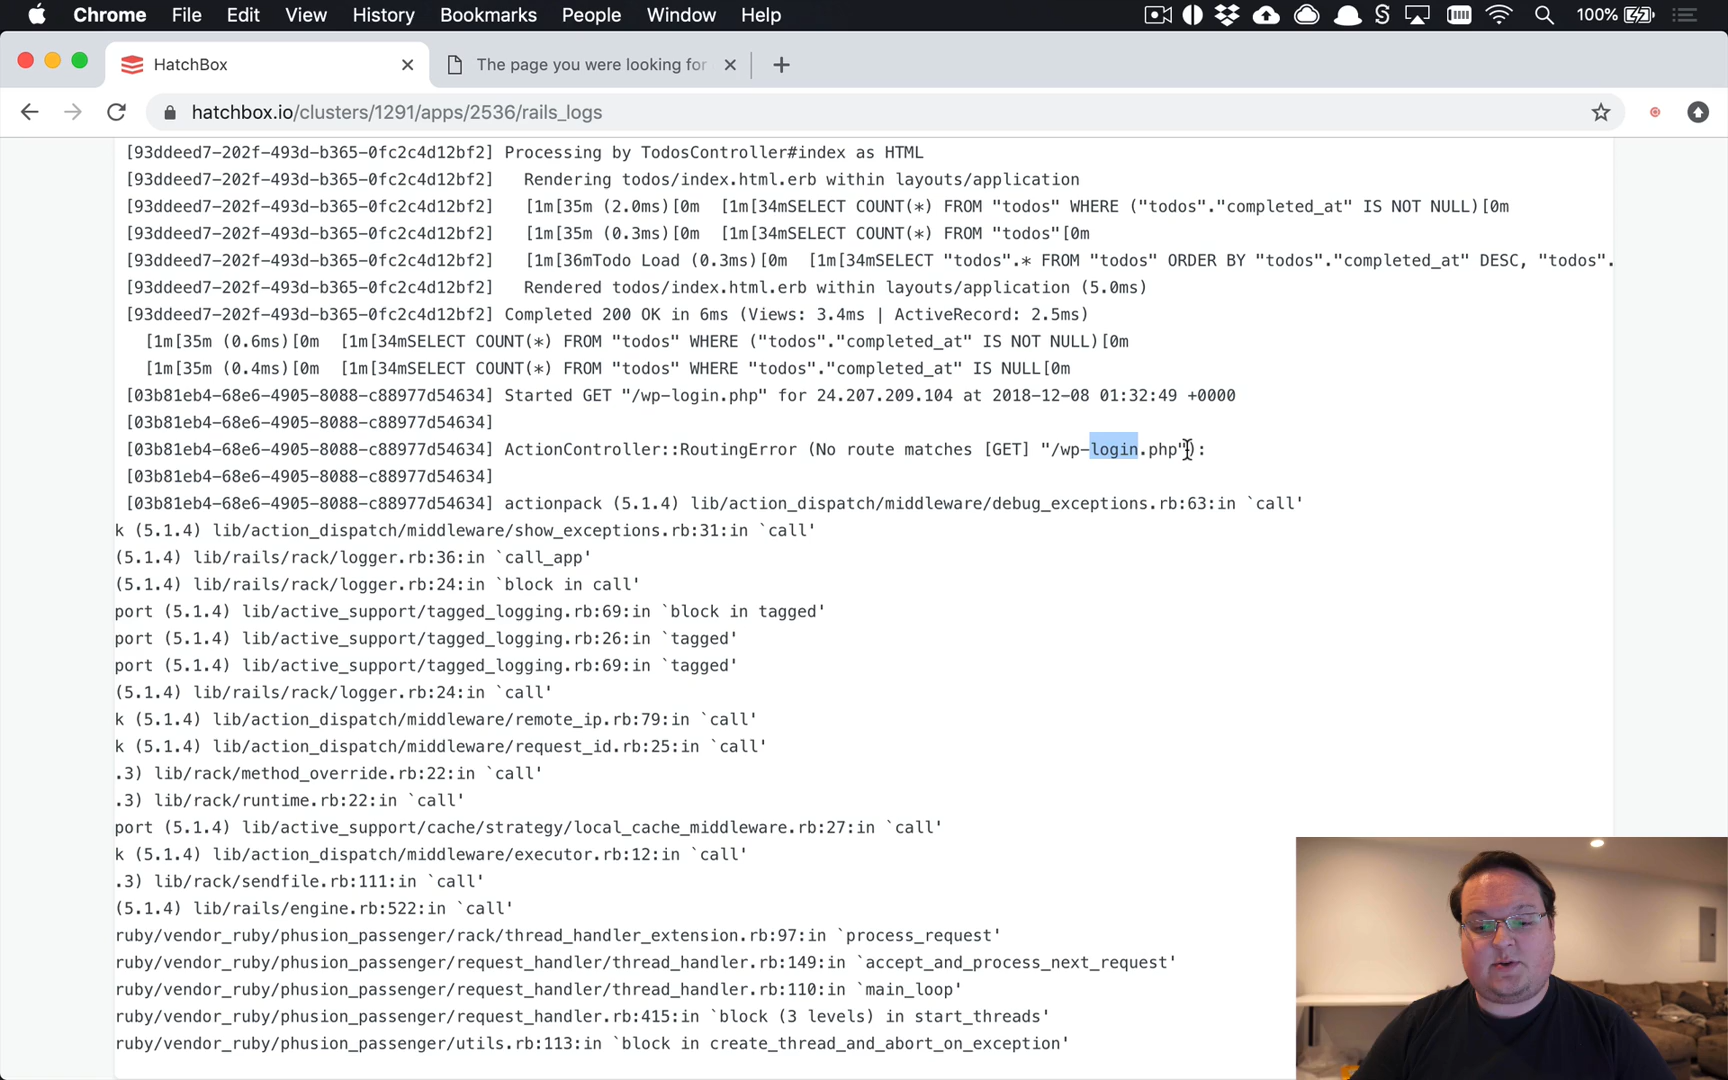 Chrome File Edit View History Bookmarks People Window Help 100%
HatchBox The page you were looking for
hatchbox.io/clusters/1291/apps/2536/rails_logs
[93ddeed7-202f-493d-b365-0fc2c4d12bf2] Processing by TodosController#index as HTML
[93ddeed7-202f-493d-b365-0fc2c4d12bf2]   Rendering todos/index.html.erb within layouts/application
[93ddeed7-202f-493d-b365-0fc2c4d12bf2]   [1m[35m (2.0ms)[0m  [1m[34mSELECT COUNT(*) FROM "todos" WHERE ("todos"."completed_at" IS NOT NULL)[0m
[93ddeed7-202f-493d-b365-0fc2c4d12bf2]   [1m[35m (0.3ms)[0m  [1m[34mSELECT COUNT(*) FROM "todos"[0m
[93ddeed7-202f-493d-b365-0fc2c4d12bf2]   [1m[36mTodo Load (0.3ms)[0m  [1m[34mSELECT "todos".* FROM "todos" ORDER BY "todos"."completed_at" DESC, "todos".
[93ddeed7-202f-493d-b365-0fc2c4d12bf2]   Rendered todos/index.html.erb within layouts/application (5.0ms)
[93ddeed7-202f-493d-b365-0fc2c4d12bf2] Completed 200 OK in 6ms (Views: 3.4ms | ActiveRecord: 2.5ms)
[1m[35m (0.6ms)[0m  [1m[34mSELECT COUNT(*) FROM "todos" WHERE ("todos"."completed_at" IS NOT NULL)[0m
[1m[35m (0.4ms)[0m  [1m[34mSELECT COUNT(*) FROM "todos" WHERE "todos"."completed_at" IS NULL[0m
[03b81eb4-68e6-4905-8088-c88977d54634] Started GET "/wp-login.php" for 24.207.209.104 at 2018-12-08 01:32:49 +0000
[03b81eb4-68e6-4905-8088-c88977d54634]
[03b81eb4-68e6-4905-8088-c88977d54634] ActionController::RoutingError (No route matches [GET] "/wp-login.php"):
[03b81eb4-68e6-4905-8088-c88977d54634]
[03b81eb4-68e6-4905-8088-c88977d54634] actionpack (5.1.4) lib/action_dispatch/middleware/debug_exceptions.rb:63:in `call'
k (5.1.4) lib/action_dispatch/middleware/show_exceptions.rb:31:in `call'
(5.1.4) lib/rails/rack/logger.rb:36:in `call_app'
(5.1.4) lib/rails/rack/logger.rb:24:in `block in call'
port (5.1.4) lib/active_support/tagged_logging.rb:69:in `block in tagged'
port (5.1.4) lib/active_support/tagged_logging.rb:26:in `tagged'
port (5.1.4) lib/active_support/tagged_logging.rb:69:in `tagged'
(5.1.4) lib/rails/rack/logger.rb:24:in `call'
k (5.1.4) lib/action_dispatch/middleware/remote_ip.rb:79:in `call'
k (5.1.4) lib/action_dispatch/middleware/request_id.rb:25:in `call'
.3) lib/rack/method_override.rb:22:in `call'
.3) lib/rack/runtime.rb:22:in `call'
port (5.1.4) lib/active_support/cache/strategy/local_cache_middleware.rb:27:in `call'
k (5.1.4) lib/action_dispatch/middleware/executor.rb:12:in `call'
.3) lib/rack/sendfile.rb:111:in `call'
(5.1.4) lib/rails/engine.rb:522:in `call'
ruby/vendor_ruby/phusion_passenger/rack/thread_handler_extension.rb:97:in `process_request'
ruby/vendor_ruby/phusion_passenger/request_handler/thread_handler.rb:149:in `accept_and_process_next_request'
ruby/vendor_ruby/phusion_passenger/request_handler/thread_handler.rb:110:in `main_loop'
ruby/vendor_ruby/phusion_passenger/request_handler.rb:415:in `block (3 levels) in start_threads'
ruby/vendor_ruby/phusion_passenger/utils.rb:113:in `block in create_thread_and_abort_on_exception'